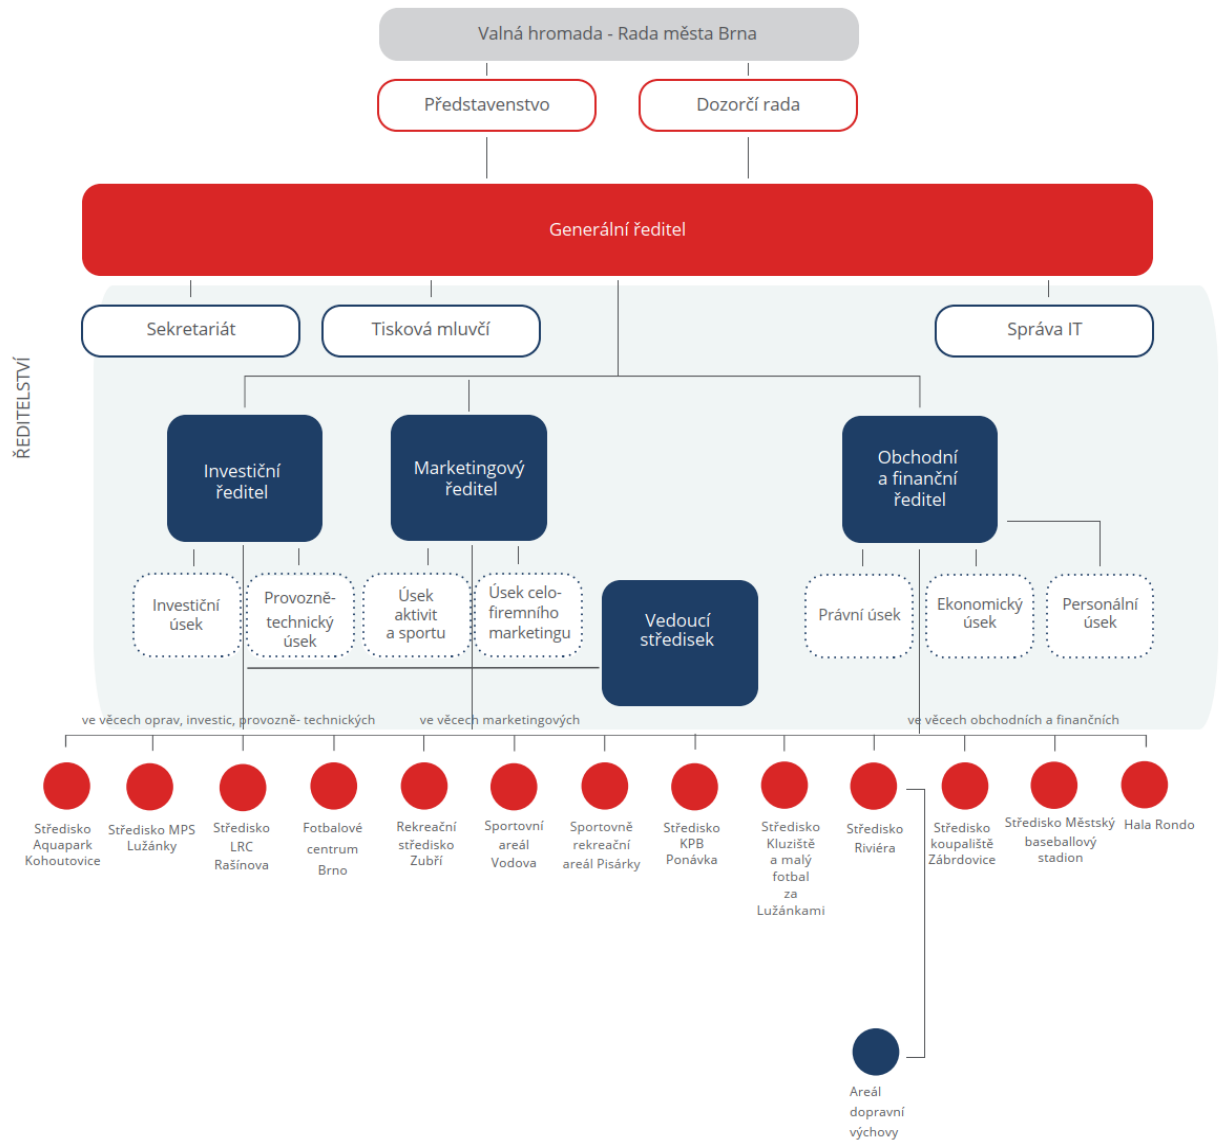 Valná hromada - Rada města Brna
Představenstvo
Dozorčí rada
Generální ředitel
ŘEDITELSTVÍ
Sekretariát
Tisková mluvčí
Správa IT
Investiční
ředitel
Marketingový
ředitel
Obchodní
a finanční
ředitel
Investiční
úsek
Provozně-
technický
úsek
Úsek
aktivit
a sportu
Úsek celo-
firemního
marketingu
Vedoucí
středisek
Právní úsek
Ekonomický
úsek
Personální
úsek
ve věcech oprav, investic, provozně- technických
ve věcech marketingových
ve věcech obchodních a finančních
Středisko
Aquapark
Kohoutovice
Středisko MPS
Lužánky
Středisko
LRC
Rašínova
Fotbalové
centrum
Brno
Rekreační
středisko
Zubří
Sportovní
areál
Vodova
Sportovně
rekreační
areál Pisárky
Středisko
KPB
Ponávka
Středisko
Kluziště
a malý
fotbal
za
Lužánkami
Středisko
Riviéra
Středisko
koupaliště
Zábrdovice
Středisko Městský
baseballový
stadion
Hala Rondo
Areál
dopravní
výchovy